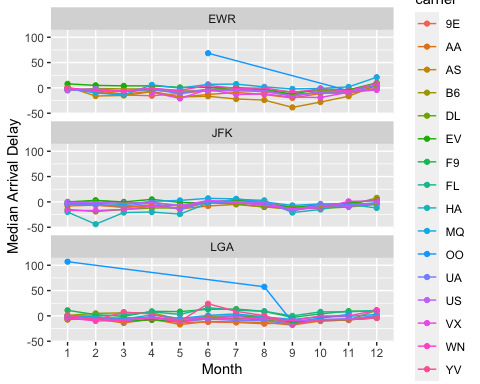 EWR
100
50
0
-50
JFK
100
50
0
-50
LGA
100
50
0
-50
1 2 3 4 5 6 7 8 9 10 11 12
Month
Median Arrival Delay
carrier
9E
AA
AS
B6
DL
EV
F9
FL
HA
MQ
OO
UA
US
VX
WN
YV